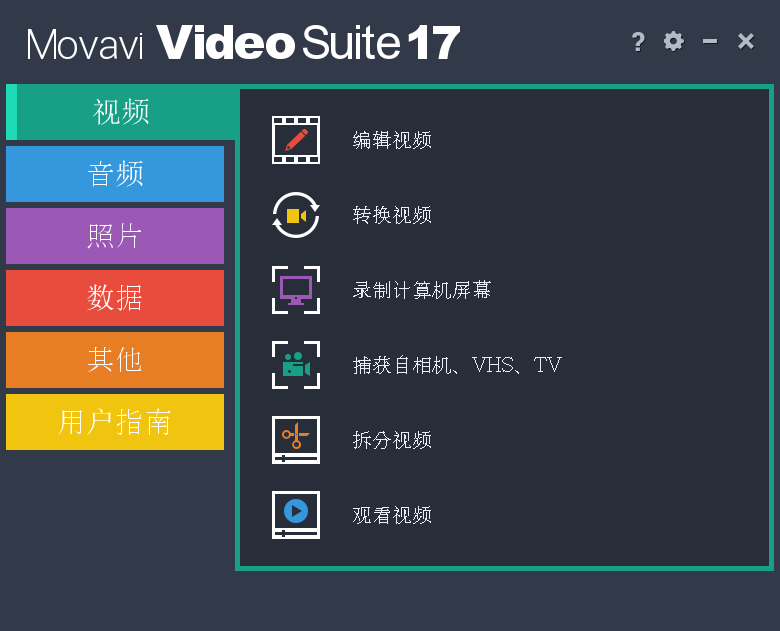 Movavi Video Suite 17
?
视频
音频
照片
数据
其他
用户指南
编辑视频
转换视频
录制计算机屏幕
捕获自相机、VHS、TV
拆分视频
观看视频